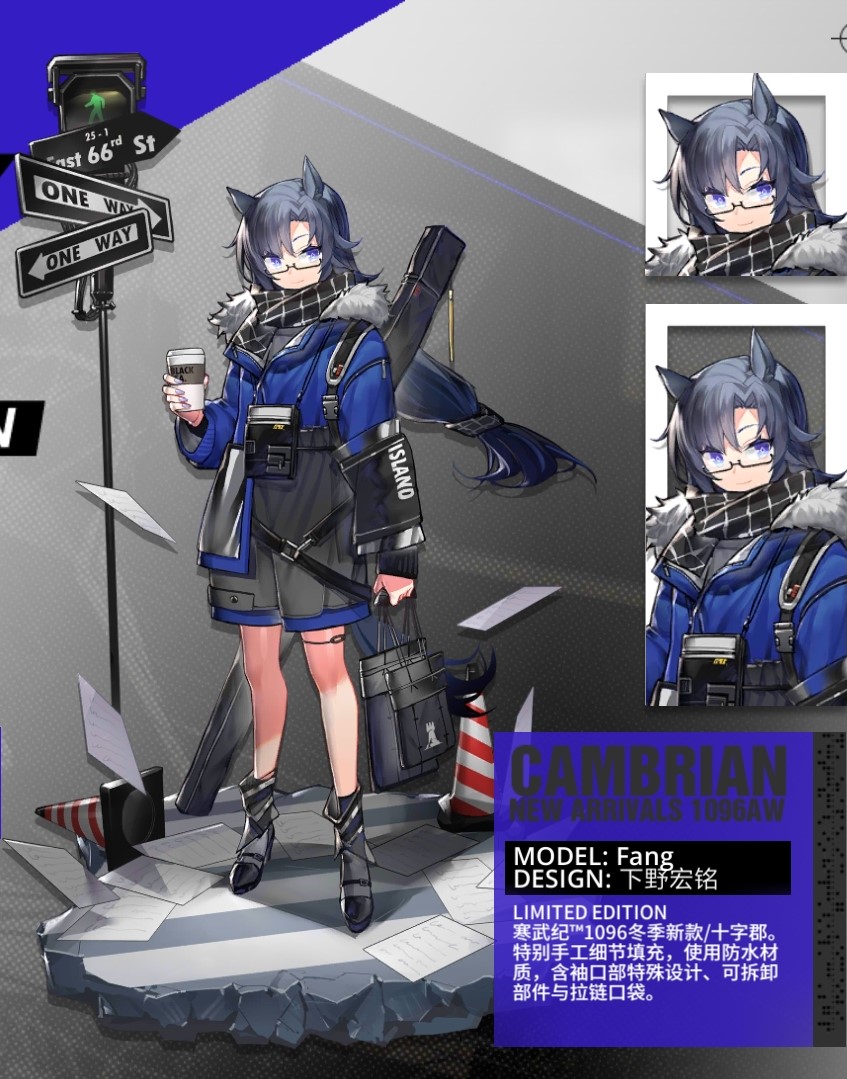 25-1
East 66rd St
ONE WAY
ONE WAY
N
BLACK
ISLAND
CAMBRIAN
NEW ARRIVALS 1096AW
MODEL: Fang
DESIGN: 下野宏铭
LIMITED EDITION
寒武纪™1096冬季新款/十字郡。
特别手工细节填充，使用防水材
质，含袖口部特殊设计、可拆卸
部件与拉链口袋。